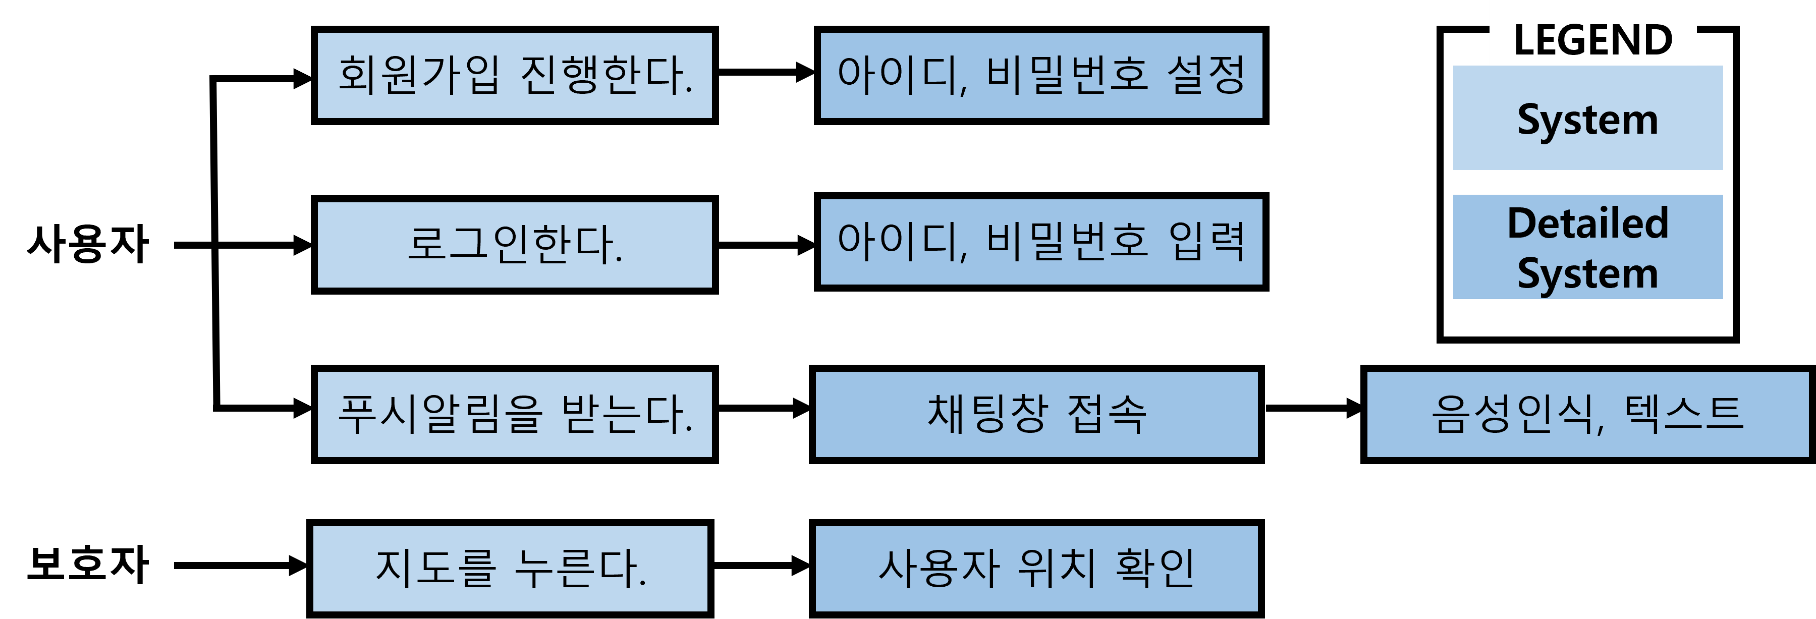 회원가입 진행한다.
아이디, 비밀번호 설정
LEGEND
System
Detailed
System
사용자
로그인한다.
아이디, 비밀번호 입력
푸시알림을 받는다.
채팅창 접속
음성인식, 텍스트
보호자
지도를 누른다.
사용자 위치 확인